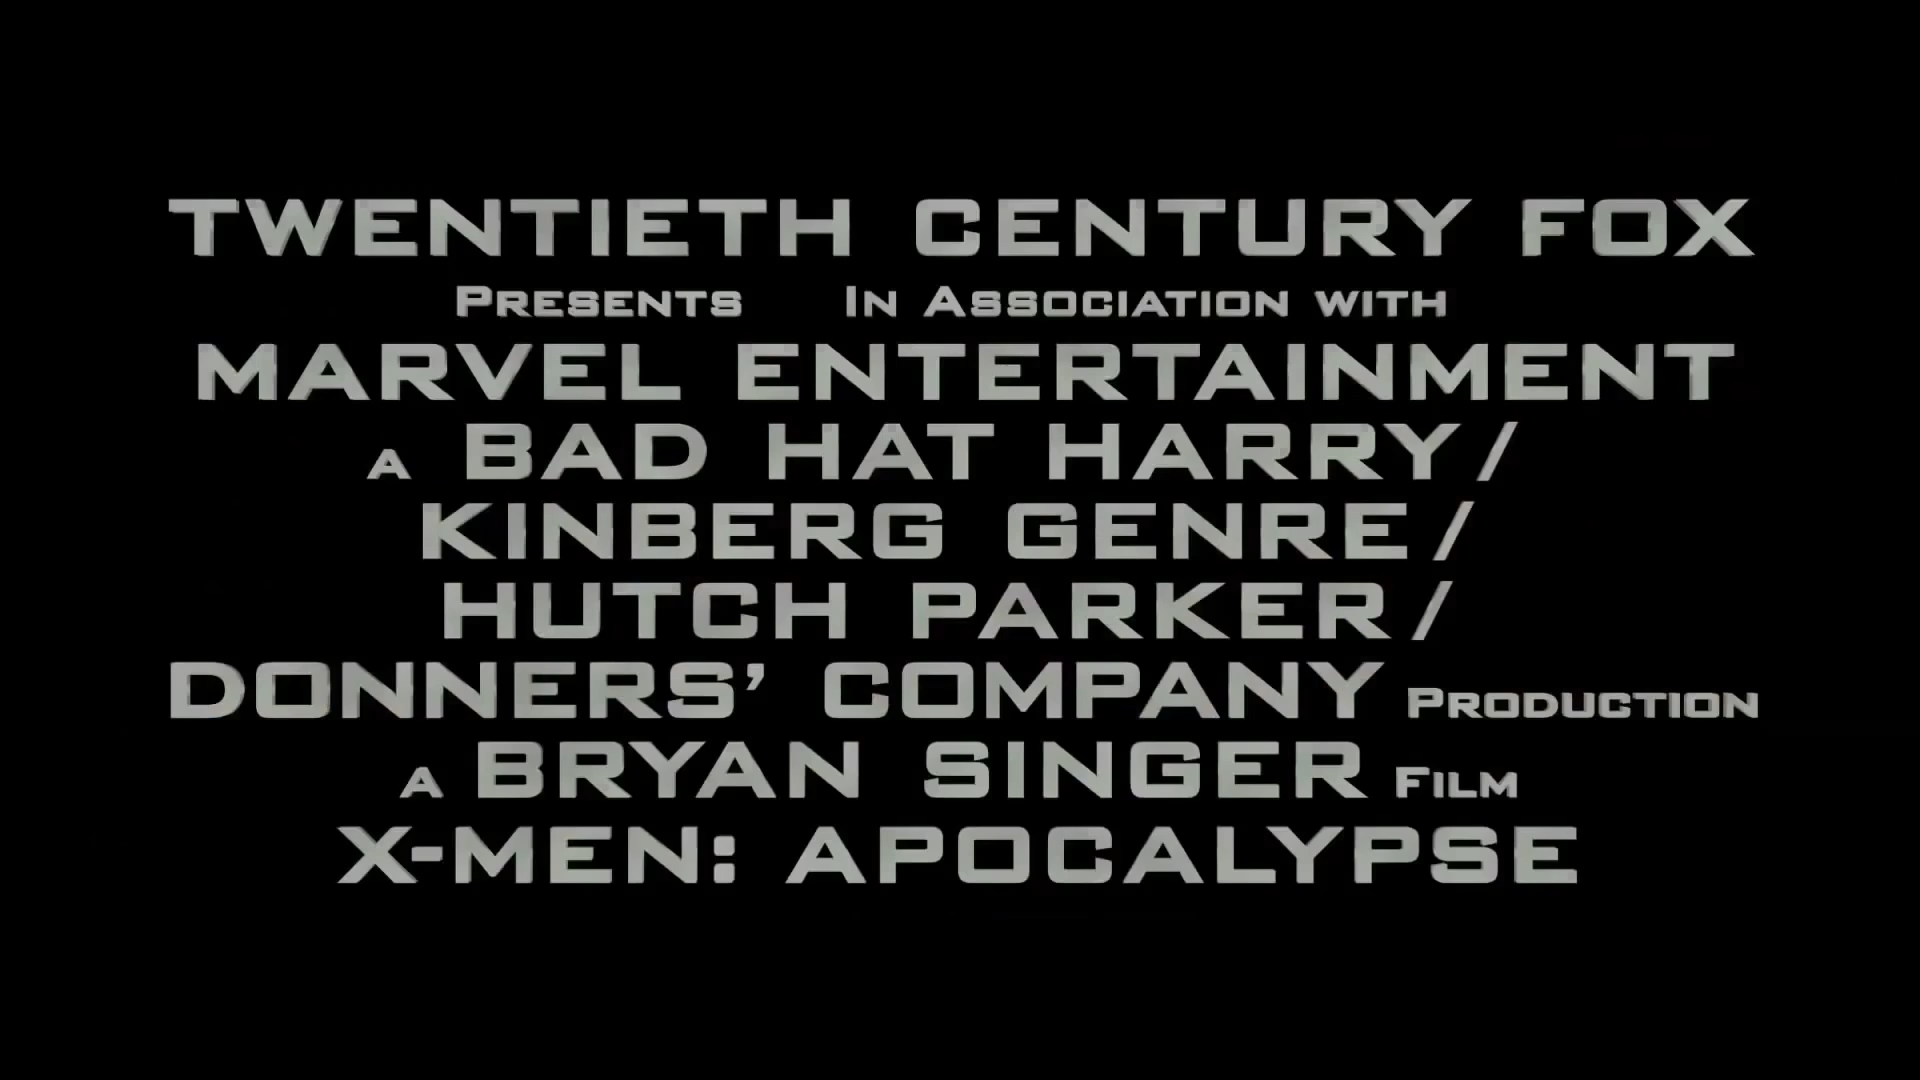 TWENTIETH CENTURY FOX
PRESENTS IN ASSOCIATION WITH
MARVEL ENTERTAINMENT
A BAD HAT HARRY /
KINBERG GENRE /
HUTCH PARKER /
DONNERS’ COMPANY PRODUCTION
A BRYAN SINGER FILM
X-MEN: APOCALYPSE